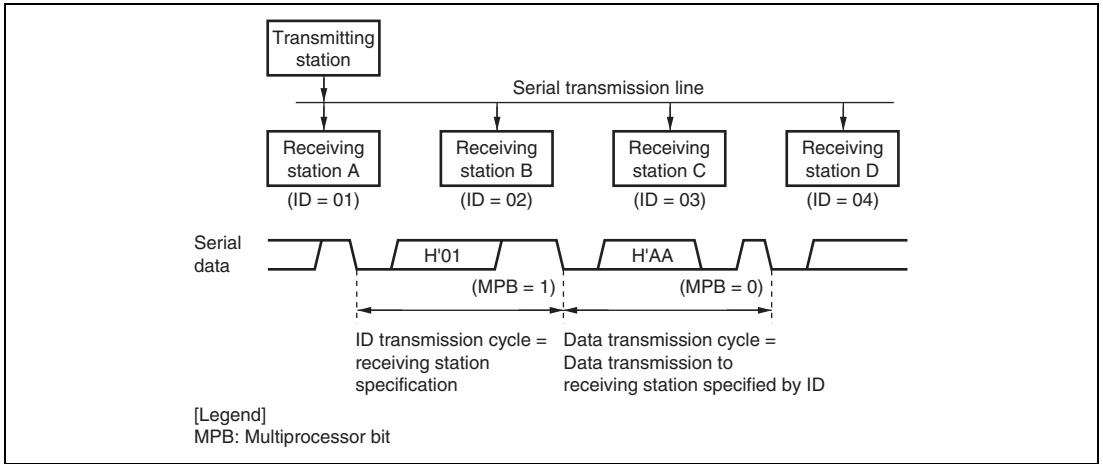 Transmitting
station
Serial transmission line
Receiving
station A
Receiving
station B
Receiving
station C
Receiving
station D
(ID = 01)
(ID = 02)
(ID = 03)
(ID = 04)
Serial
data
H'01
H'AA
(MPB = 1)
(MPB = 0)
ID transmission cycle =
receiving station
specification
Data transmission cycle =
Data transmission to
receiving station specified by ID
[Legend]
MPB: Multiprocessor bit